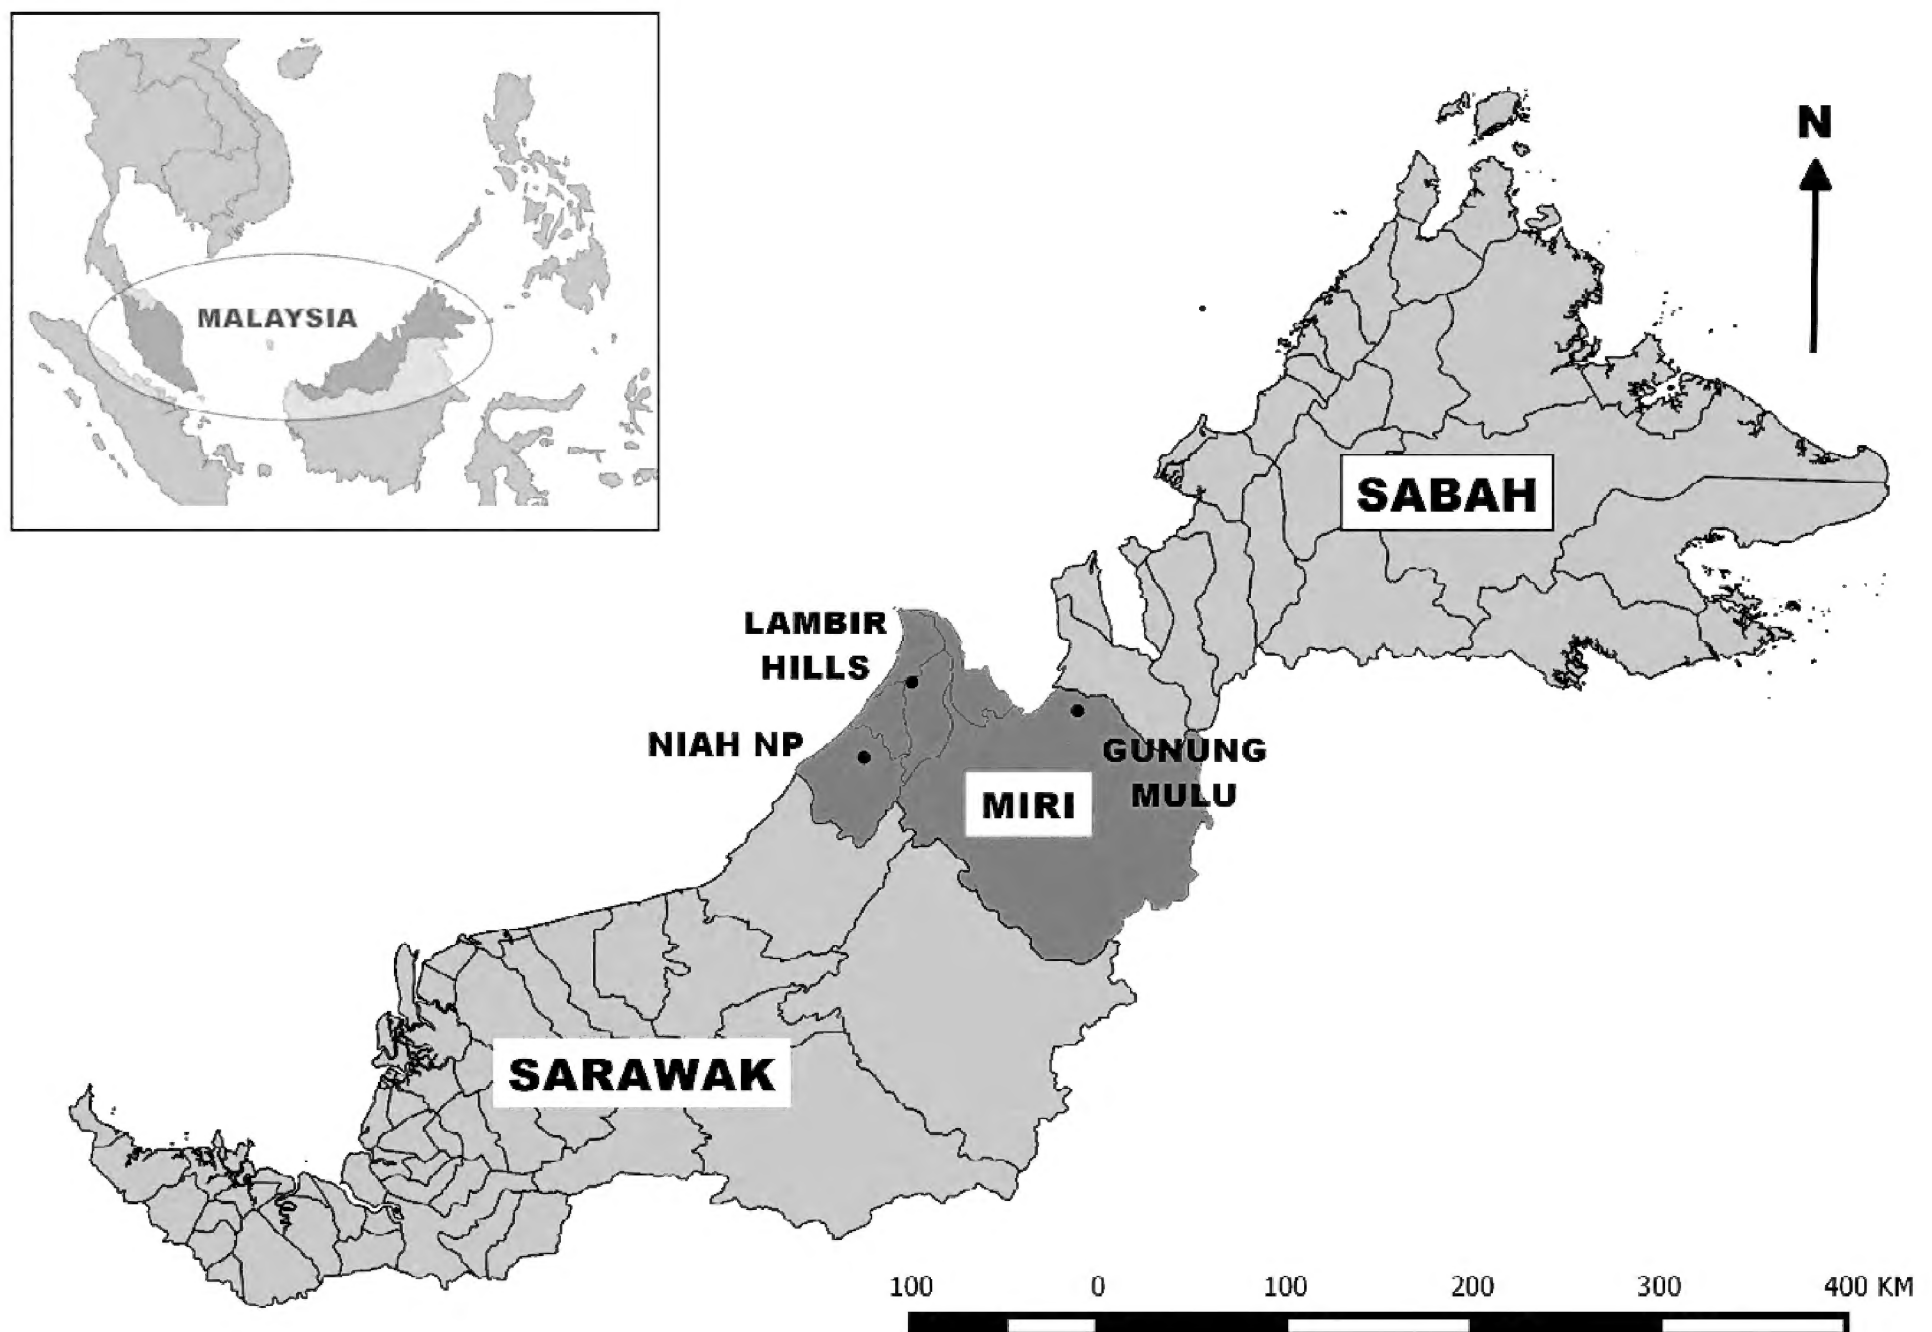 MALAYSIA
N
SABAH
LAMBIR
HILLS
NIAH NP
GUNUNG
MULU
MIRI
SARAWAK
100 0 100 200 300 400 KM